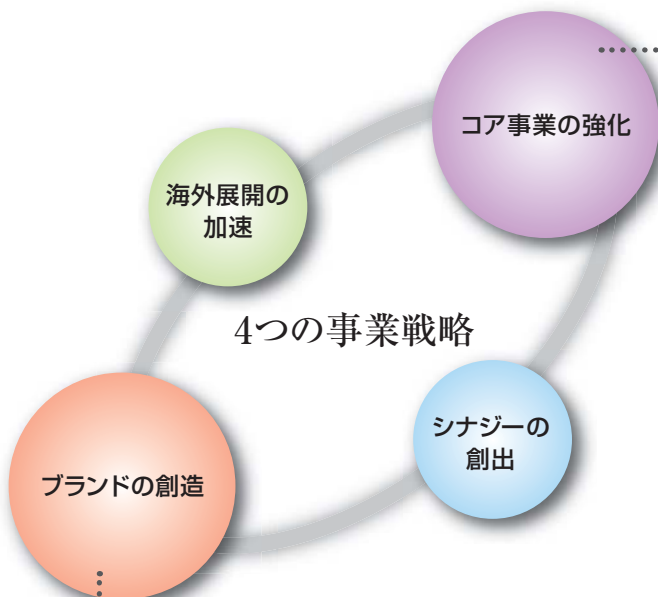 コア事業の強化
海外展開の
加速
4つの事業戦略
シナジーの
創出
ブランドの創造